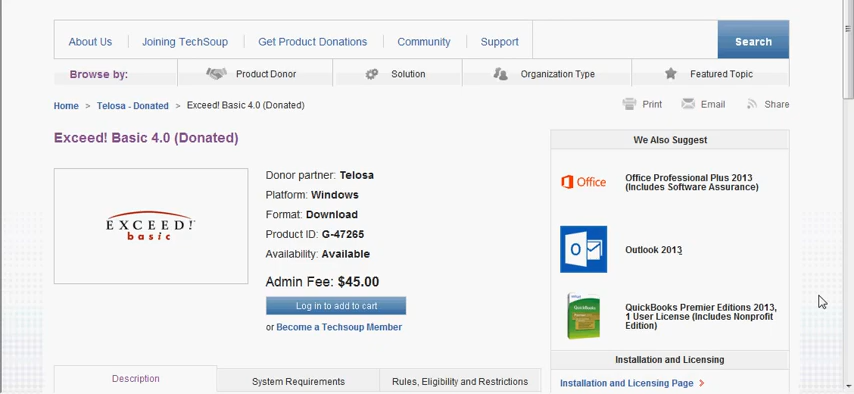 About Us
Joining TechSoup
Get Product Donations
Community
Support
Search
Browse by:
Product Donor
Solution
Organization Type
Featured Topic
Home > Telosa - Donated > Exceed! Basic 4.0 (Donated)
Print
Email
Share
Exceed! Basic 4.0 (Donated)
EXCEED!
basic
Donor partner: Telosa
Platform: Windows
Format: Download
Product ID: G-47265
Availability: Available
Admin Fee: $45.00
Log in to add to cart
or Become a Techsoup Member
We Also Suggest
Office
Office Professional Plus 2013
(Includes Software Assurance)
Outlook 2013
QuickBooks
QuickBooks Premier Editions 2013,
1 User License (Includes Nonprofit
Edition)
Installation and Licensing
Installation and Licensing Page >
Description
System Requirements
Rules, Eligibility and Restrictions